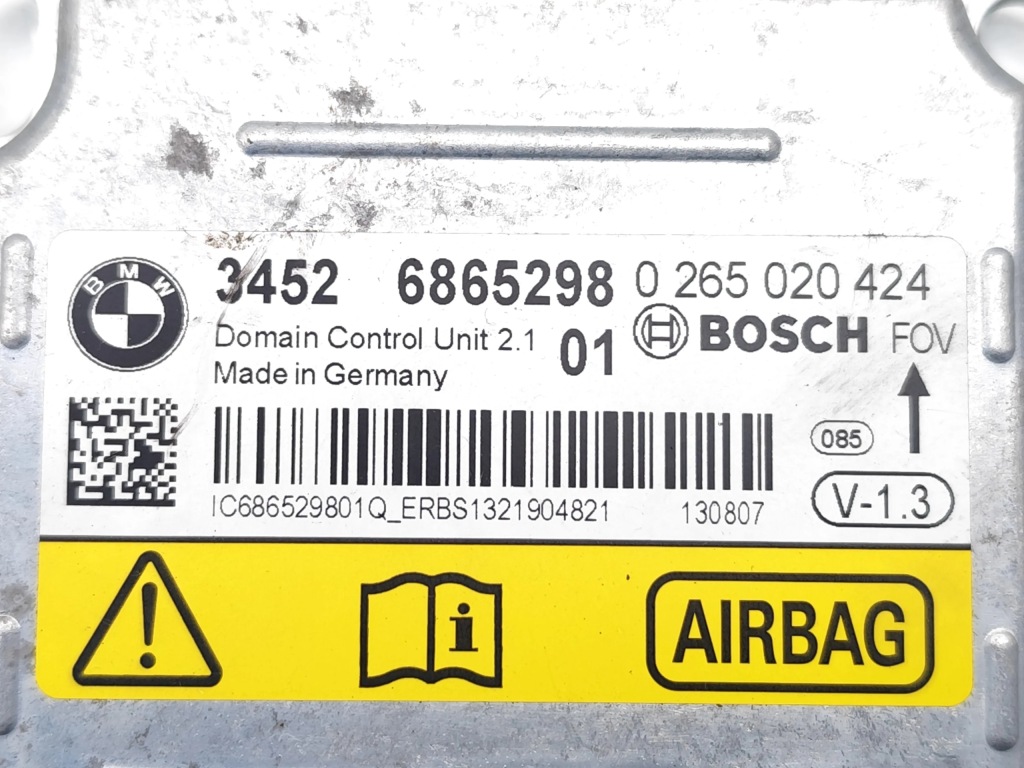 BMW
3452 6865298 0 265 020 424
Domain Control Unit 2.1 01 BOSCH FOV
Made in Germany
085
V-1.3
IC686529801Q_ERBS1321904821 130807
i
AIRBAG